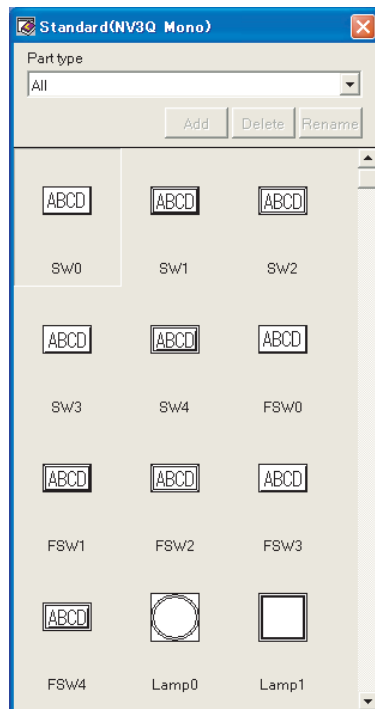 Standard(NV3Q Mono)
Part type
All
Add Delete Rename
ABCD ABCD ABCD
SW0 SW1 SW2
ABCD ABCD ABCD
SW3 SW4 FSW0
ABCD ABCD ABCD
FSW1 FSW2 FSW3
ABCD
FSW4 Lamp0 Lamp1